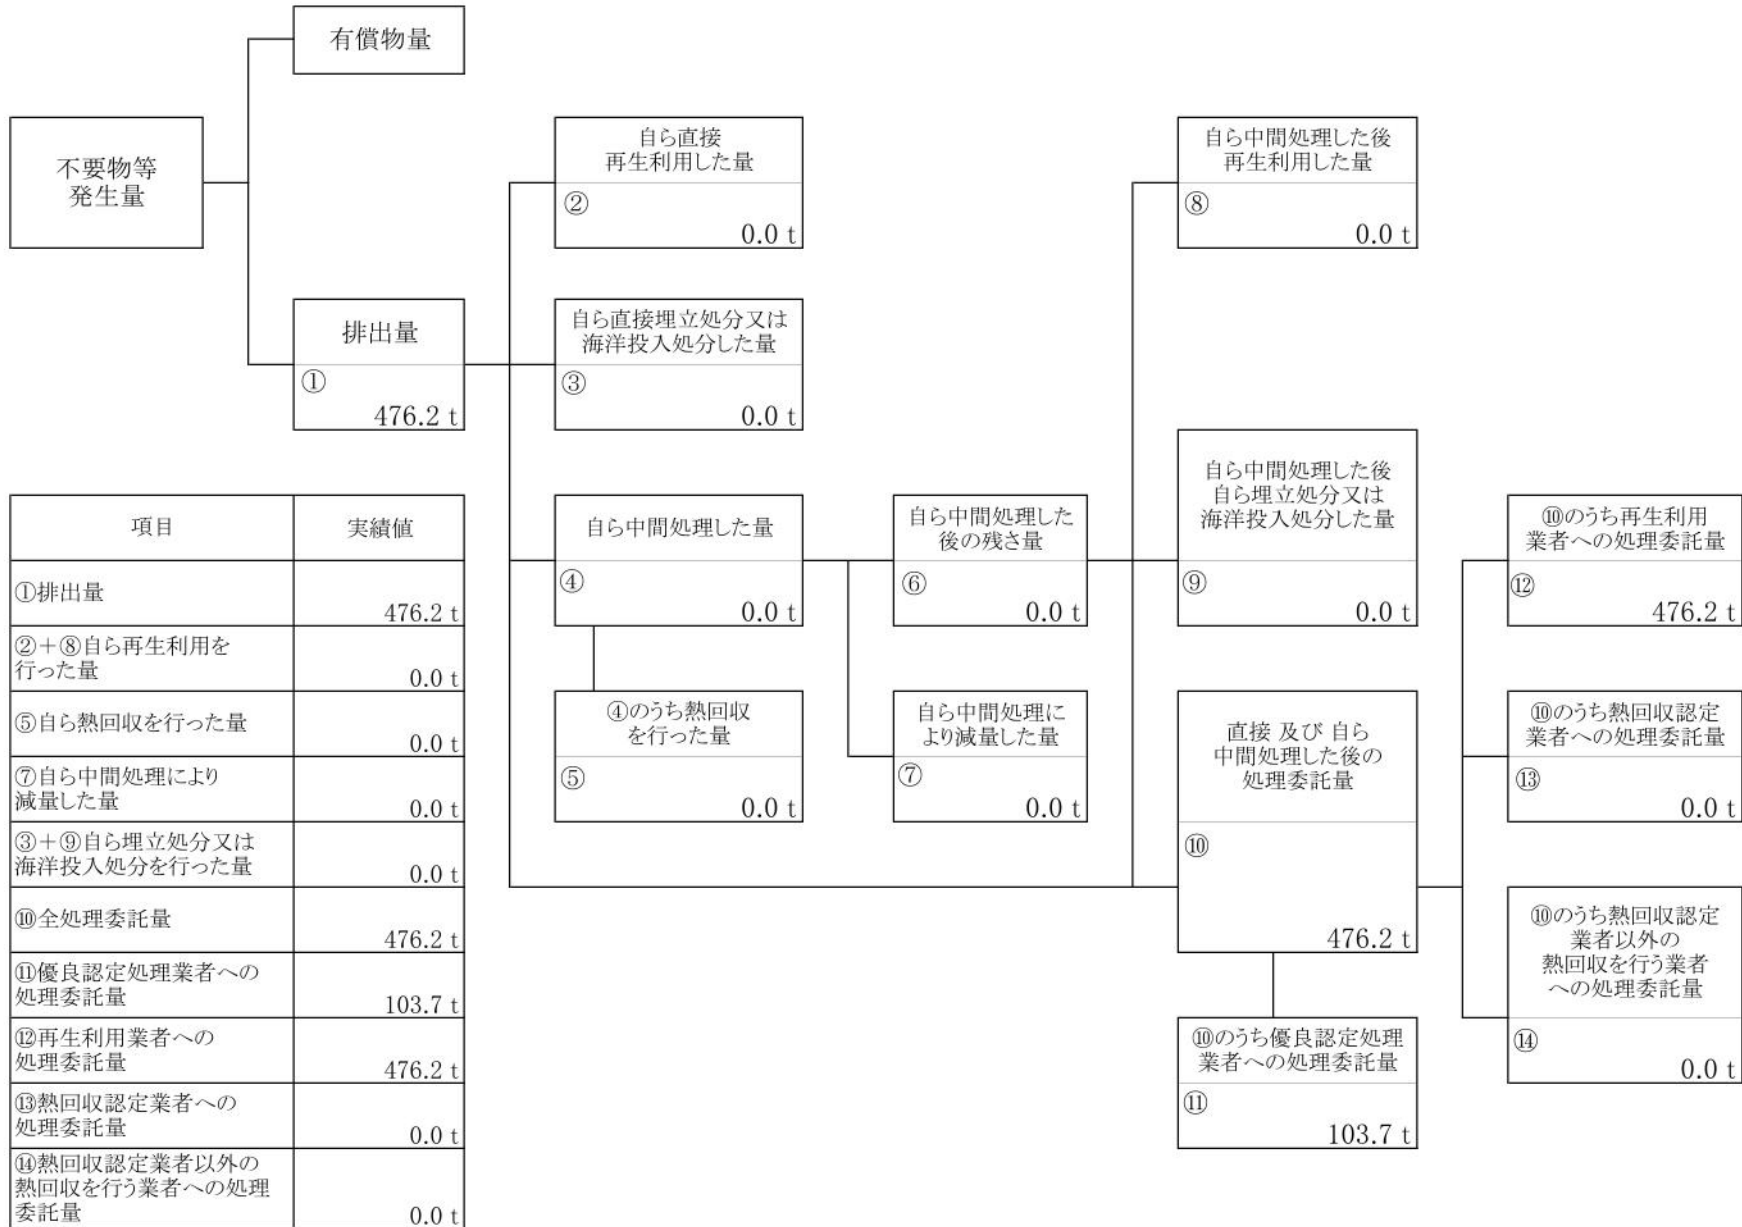 有償物量
不要物等
発生量
自ら直接
再生利用した量
②
0.0 t
自ら中間処理した後
再生利用した量
⑧
0.0 t
排出量
①
476.2 t
自ら直接埋立処分又は
海洋投入処分した量
③
0.0 t
自ら中間処理した量
④
0.0 t
自ら中間処理した
後の残さ量
⑥
0.0 t
自ら中間処理した後
自ら埋立処分又は
海洋投入処分した量
⑨
0.0 t
⑩のうち再生利用
業者への処理委託量
⑫
476.2 t
④のうち熱回収
を行った量
⑤
0.0 t
自ら中間処理に
より減量した量
⑦
0.0 t
直接 及び 自ら
中間処理した後の
処理委託量
⑩
476.2 t
⑩のうち熱回収認定
業者への処理委託量
⑬
0.0 t
⑩のうち熱回収認定
業者以外の
熱回収を行う業者
への処理委託量
⑭
0.0 t
⑩のうち優良認定処理
業者への処理委託量
⑪
103.7 t
項目 実績値
①排出量
476.2 t
②+⑧自ら再生利用を
行った量
0.0 t
⑤自ら熱回収を行った量
0.0 t
⑦自ら中間処理により
減量した量
0.0 t
③+⑨自ら埋立処分又は
海洋投入処分を行った量
0.0 t
⑩全処理委託量
476.2 t
⑪優良認定処理業者への
処理委託量
103.7 t
⑫再生利用業者への
処理委託量
476.2 t
⑬熱回収認定業者への
処理委託量
0.0 t
⑭熱回収認定業者以外の
熱回収を行う業者への処理
委託量
0.0 t